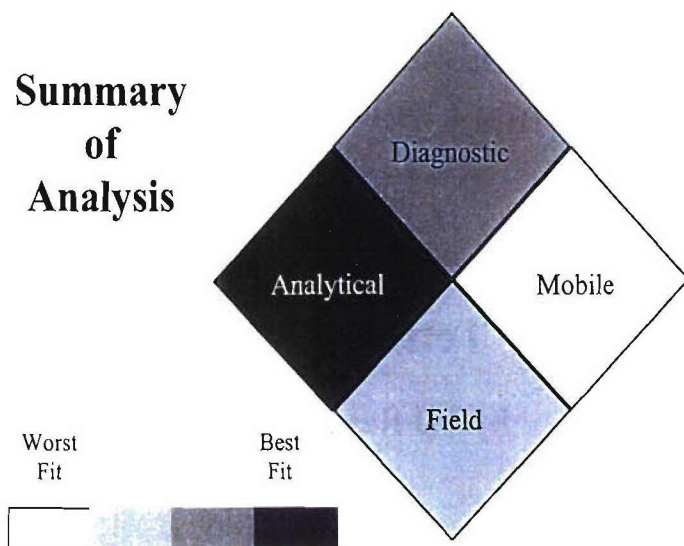 Summary
of
Analysis
Diagnostic
Analytical
Mobile
Field
Worst
Fit
Best
Fit